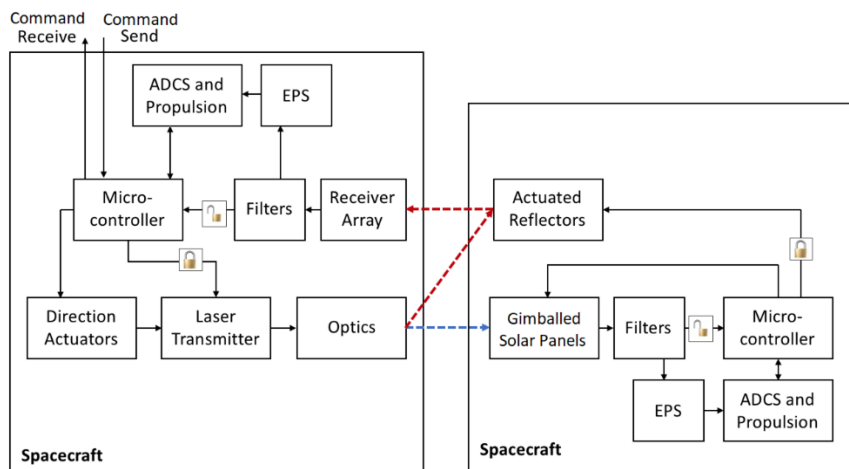 Command
Receive
Command
Send
ADCS and
Propulsion
EPS
Micro-
controller
Filters
Receiver
Array
Direction
Actuators
Laser
Transmitter
Optics
Spacecraft
Actuated
Reflectors
Gimballed
Solar Panels
Filters
Micro-
controller
EPS
ADCS and
Propulsion
Spacecraft